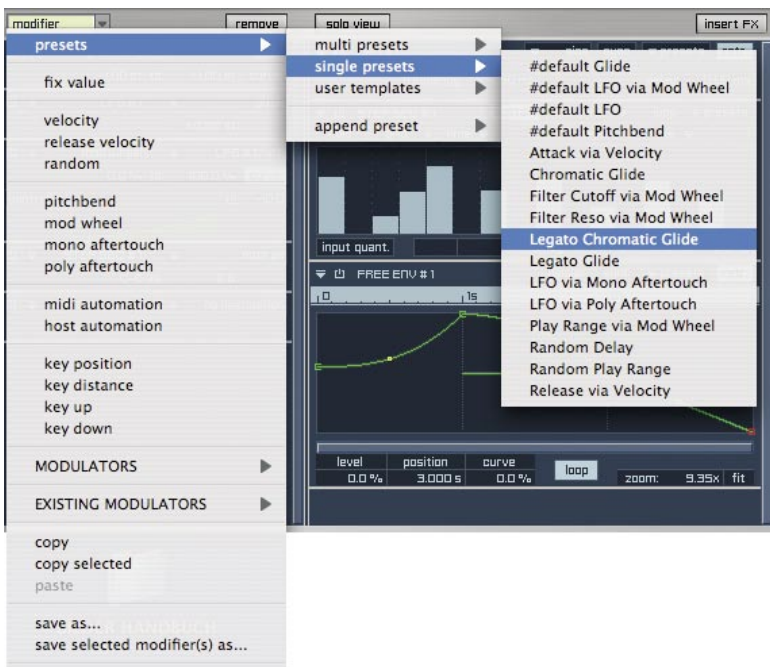 modifier
remove
solo view
insert FX
presets
fix value
velocity
release velocity
random
pitchbend
mod wheel
mono aftertouch
poly aftertouch
midi automation
host automation
key position
key distance
key up
key down
MODULATORS
EXISTING MODULATORS
copy
copy selected
paste
save as...
save selected modifier(s) as...
multi presets
single presets
user templates
append preset
#default Glide
#default LFO via Mod Wheel
#default LFO
#default Pitchbend
Attack via Velocity
Chromatic Glide
Filter Cutoff via Mod Wheel
Filter Reso via Mod Wheel
Legato Chromatic Glide
Legato Glide
LFO via Mono Aftertouch
LFO via Poly Aftertouch
Play Range via Mod Wheel
Random Delay
Random Play Range
Release via Velocity
input quant.
FREE ENV #1
0 1s
level position curve
0.0 % 3.000 s 0.0 %
loop
zoom: 9.35x fit
HANDBUCH